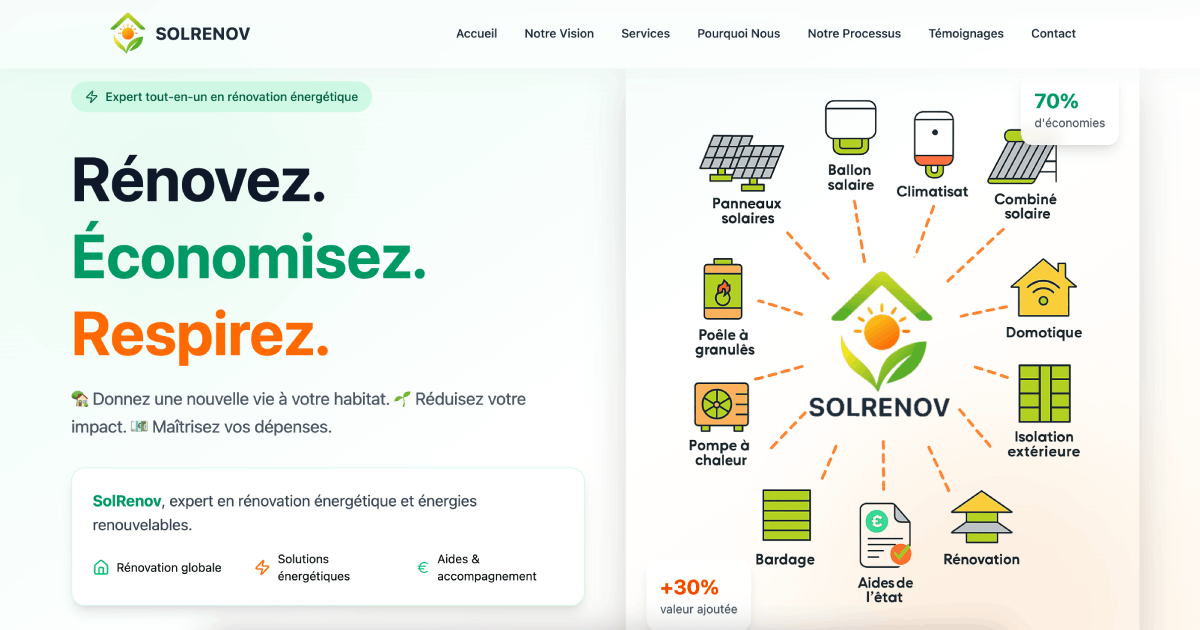 SOLRENOV
Accueil
Notre Vision
Services
Pourquoi Nous
Notre Processus
Témoignages
Contact
Expert tout-en-un en rénovation énergétique
Rénovez.
Économisez.
Respirez.
Donnez une nouvelle vie à votre habitat. Réduisez votre
impact. Maîtrisez vos dépenses.
SolRenov, expert en rénovation énergétique et énergies
renouvelables.
Rénovation globale
Solutions
énergétiques
€
Aides &
accompagnement
70%
d'économies
Panneaux
solaires
Ballon
salaire
Climatisat
Combiné
solaire
Poêle à
granulês
Domotique
SOLRENOV
Pompe à
chaleur
Isolation
extérieure
Bardage
€
Aides de
l'êtat
Rénovation
+30%
valeur ajoutée